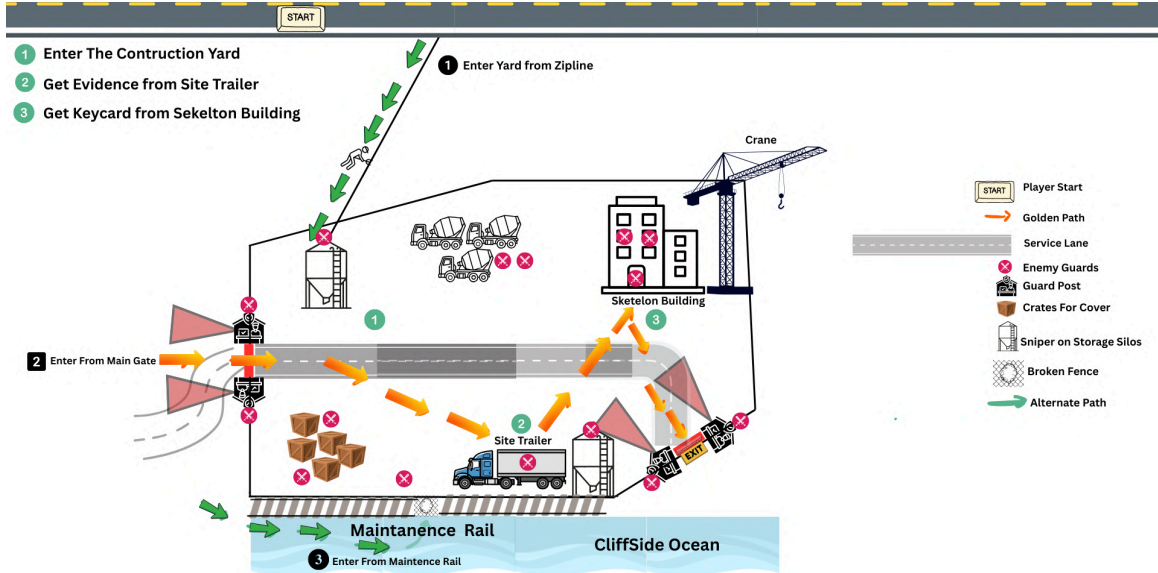 START
1 Enter The Contruction Yard
2 Get Evidence from Site Trailer
3 Get Keycard from Sekelton Building
1 Enter Yard from Zipline
Crane
START Player Start
Golden Path
Service Lane
Enemy Guards
Guard Post
Crates For Cover
Sniper on Storage Silos
Broken Fence
Alternate Path
Sketelon Building
1
3
2 Enter From Main Gate
2
Site Trailer
EXIT
Maintanence Rail
CliffSide Ocean
3 Enter From Maintence Rail